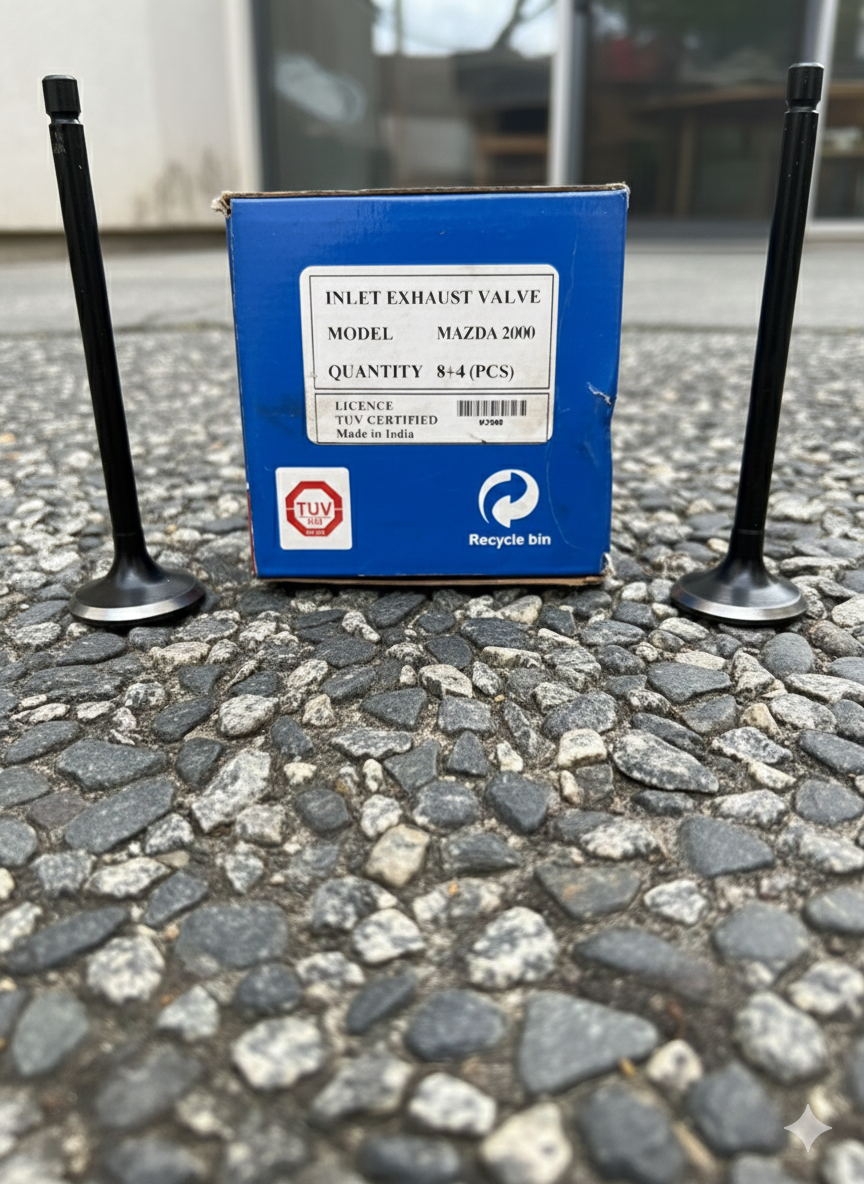 INLET EXHAUST VALVE
MODEL MAZDA 2000
QUANTITY 8+4 (PCS)
LICENCE
TUV CERTIFIED
Made in India
TUV
Recycle bin